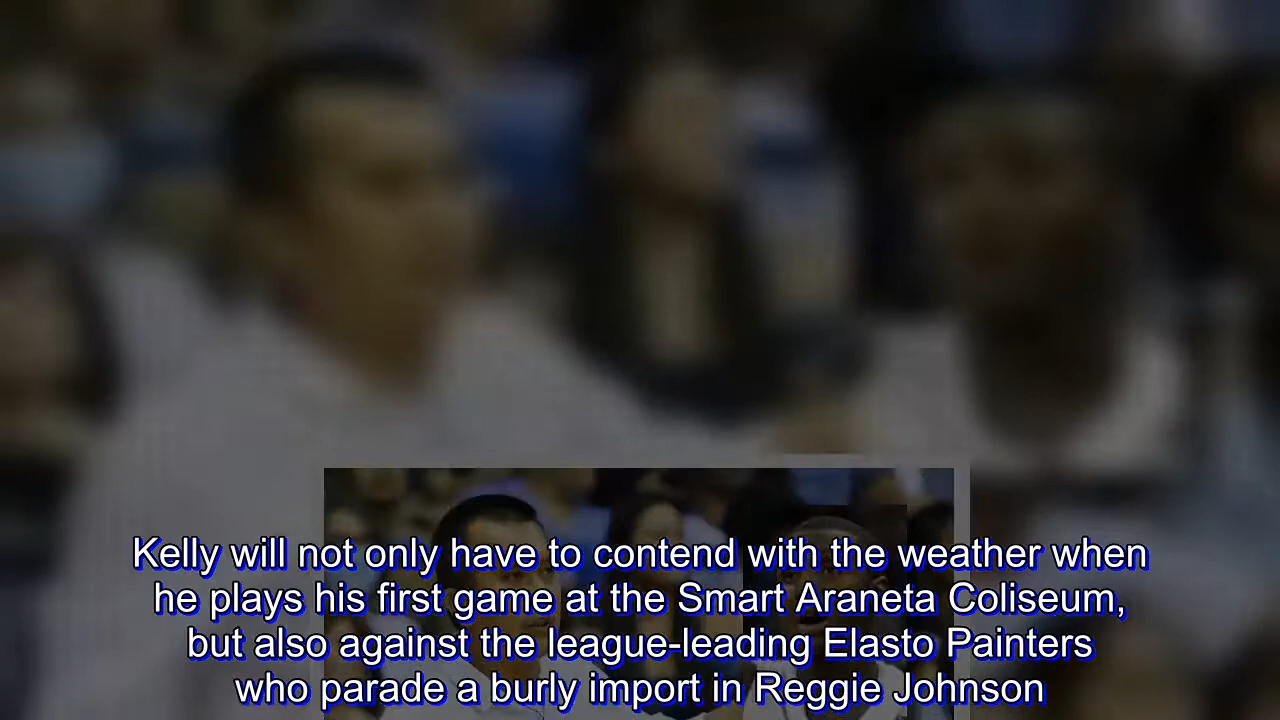 Kelly will not only have to contend with the weather when
he plays his first game at the Smart Araneta Coliseum,
but also against the league-leading Elasto Painters
who parade a burly import in Reggie Johnson